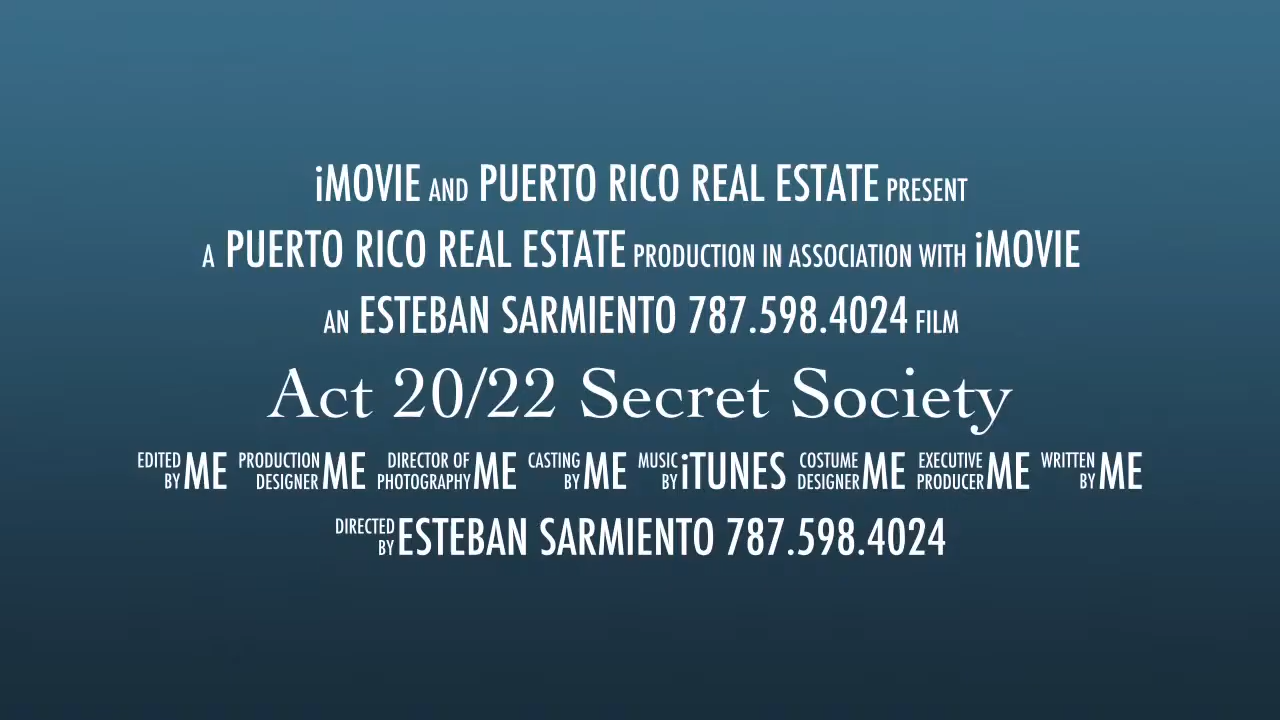 iMOVIE AND PUERTO RICO REAL ESTATE PRESENT
A PUERTO RICO REAL ESTATE PRODUCTION IN ASSOCIATION WITH iMOVIE
AN ESTEBAN SARMIENTO 787.598.4024 FILM
Act 20/22 Secret Society
EDITED BY ME PRODUCTION DESIGNER ME DIRECTOR OF PHOTOGRAPHY ME CASTING BY ME MUSIC BY iTUNES COSTUME DESIGNER ME EXECUTIVE PRODUCER ME WRITTEN BY ME
DIRECTED BY ESTEBAN SARMIENTO 787.598.4024